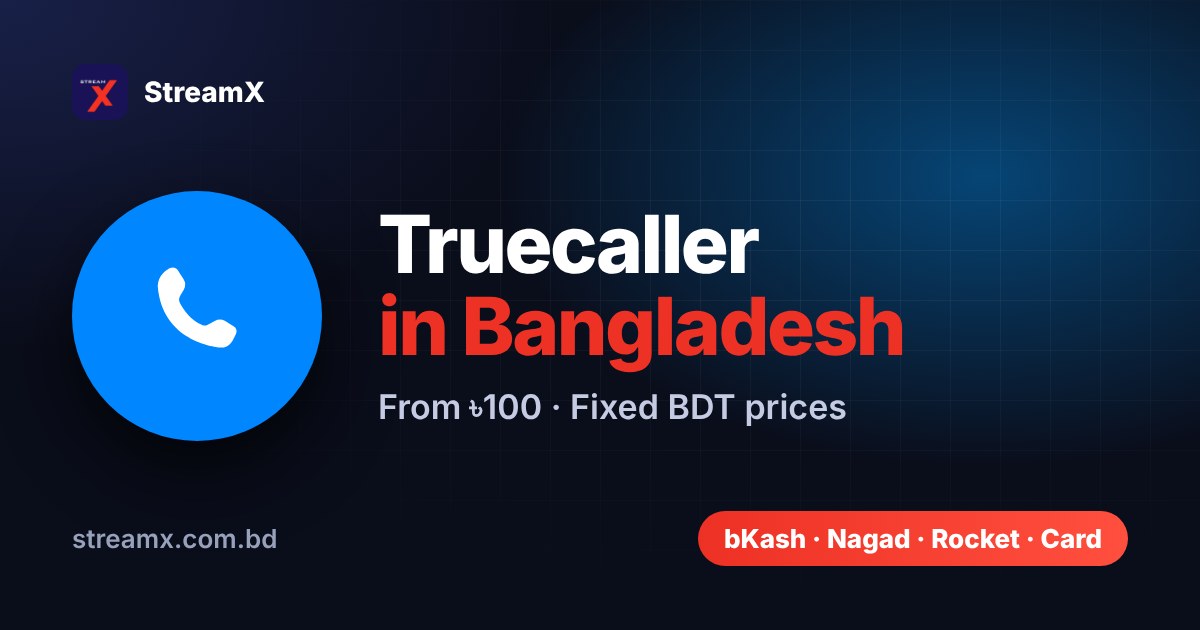 STREAM X
StreamX
Truecaller
in Bangladesh
From ৳100 · Fixed BDT prices
streamx.com.bd
bKash · Nagad · Rocket · Card